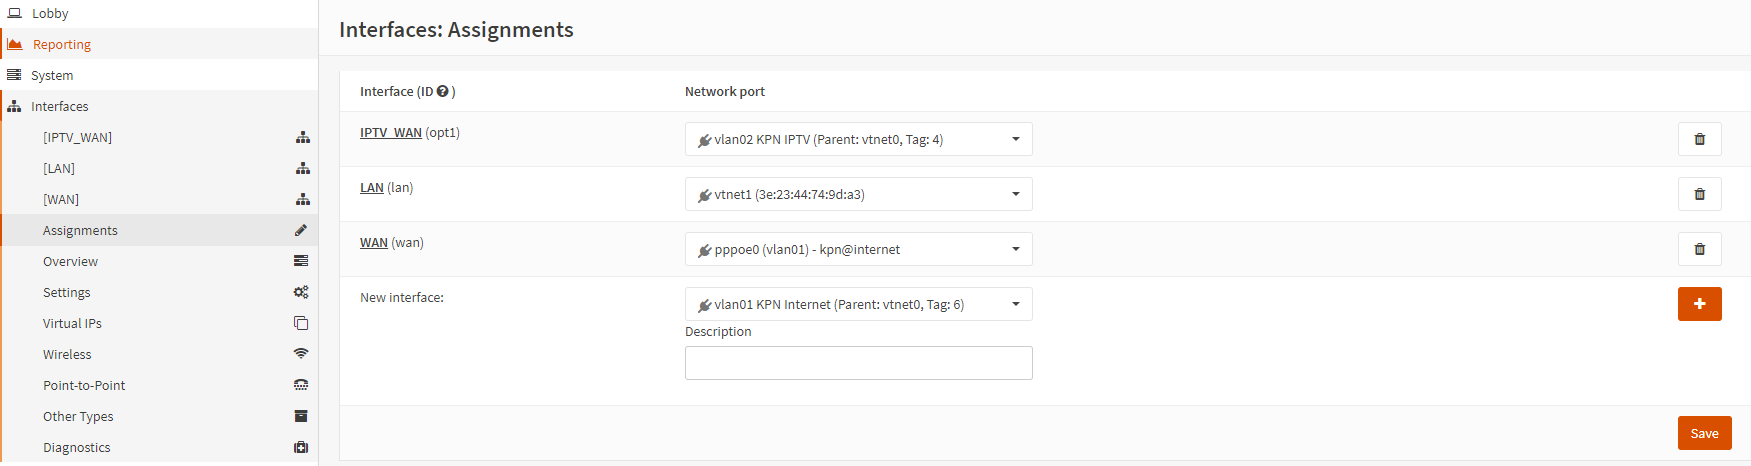 Lobby
Reporting
System
Interfaces
[IPTV_WAN]
[LAN]
[WAN]
Assignments
Overview
Settings
Virtual IPs
Wireless
Point-to-Point
Other Types
Diagnostics
Interfaces: Assignments
Interface (ID ) Network port
IPTV_WAN (opt1) vlan02 KPN IPTV (Parent: vtnet0, Tag: 4)
LAN (lan) vtnet1 (3e:23:44:74:9d:a3)
WAN (wan) pppoe0 (vlan01) - kpn@internet
New interface: vlan01 KPN Internet (Parent: vtnet0, Tag: 6)
Description
Save